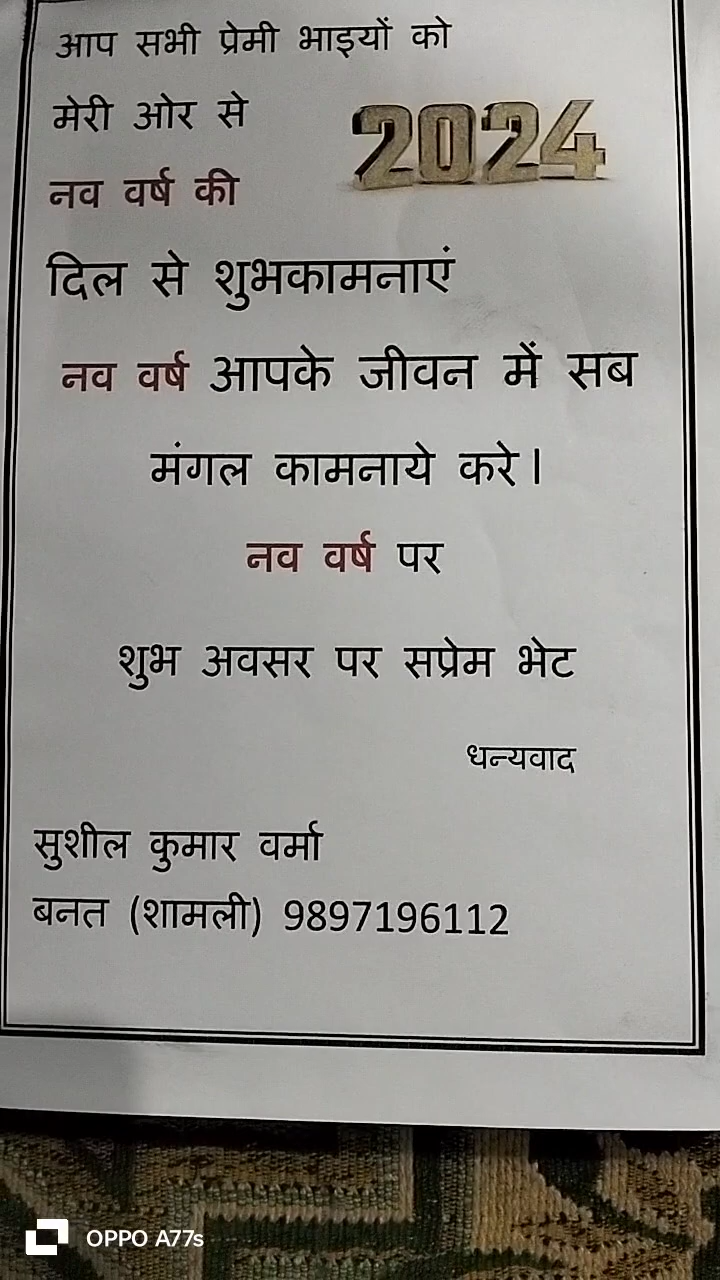 आप सभी प्रेमी भाइयों को
मेरी ओर से
2024
नव वर्ष की
दिल से शुभकामनाएं
नव वर्ष आपके जीवन में सब
मंगल कामनाये करे।
नव वर्ष पर
शुभ अवसर पर सप्रेम भेट
धन्यवाद
सुशील कुमार वर्मा
बनत (शामली) 9897196112
OPPO A77s